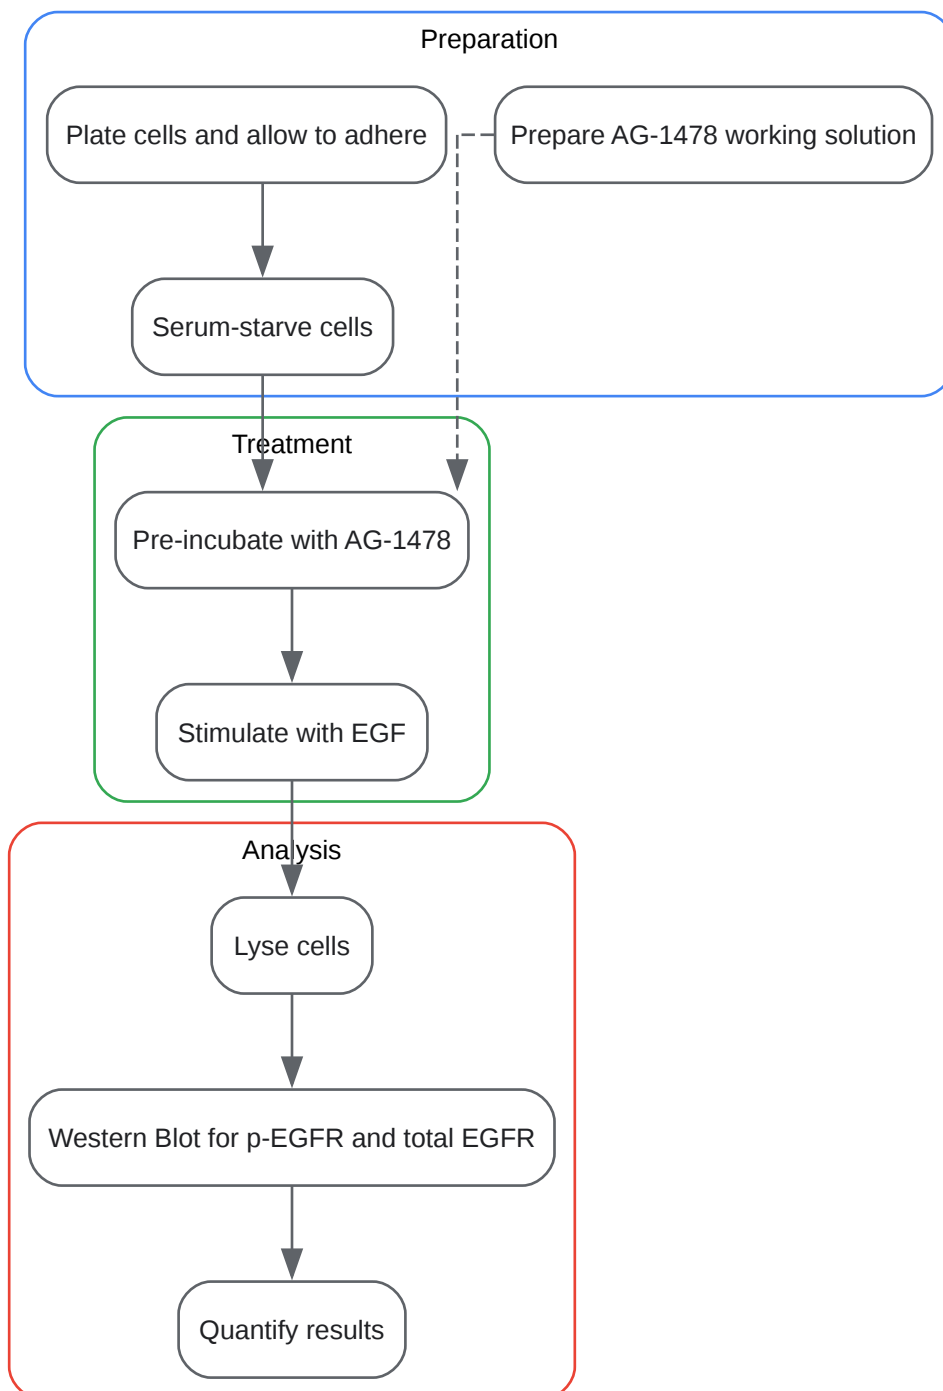 Preparation
Plate cells and allow to adhere
Prepare AG-1478 working solution
Serum-starve cells
Treatment
Pre-incubate with AG-1478
Stimulate with EGF
Analysis
Lyse cells
Western Blot for p-EGFR and total EGFR
Quantify results